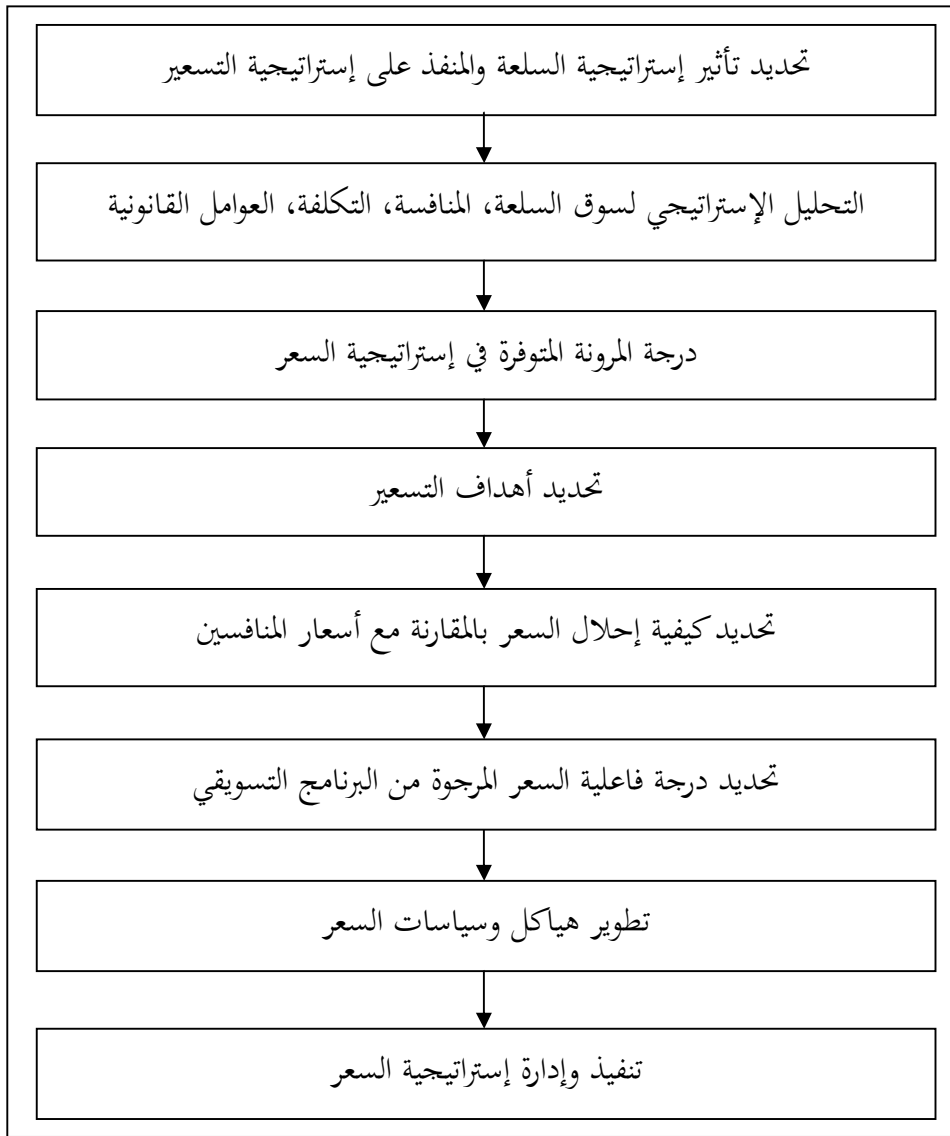 تحديد تأثير إستراتيجية السلعة والمنفذ على إستراتيجية التسعير
التحليل الإستراتيجي لسوق السلعة، المنافسة، التكلفة، العوامل القانونية
درجة المرونة المتوفرة في إستراتيجية السعر
تحديد أهداف التسعير
تحديد كيفية إحلال السعر بالمقارنة مع أسعار المنافسين
تحديد درجة فاعلية السعر المرجوة من البرنامج التسويقي
تطوير هياكل وسياسات السعر
تنفيذ وإدارة إستراتيجية السعر